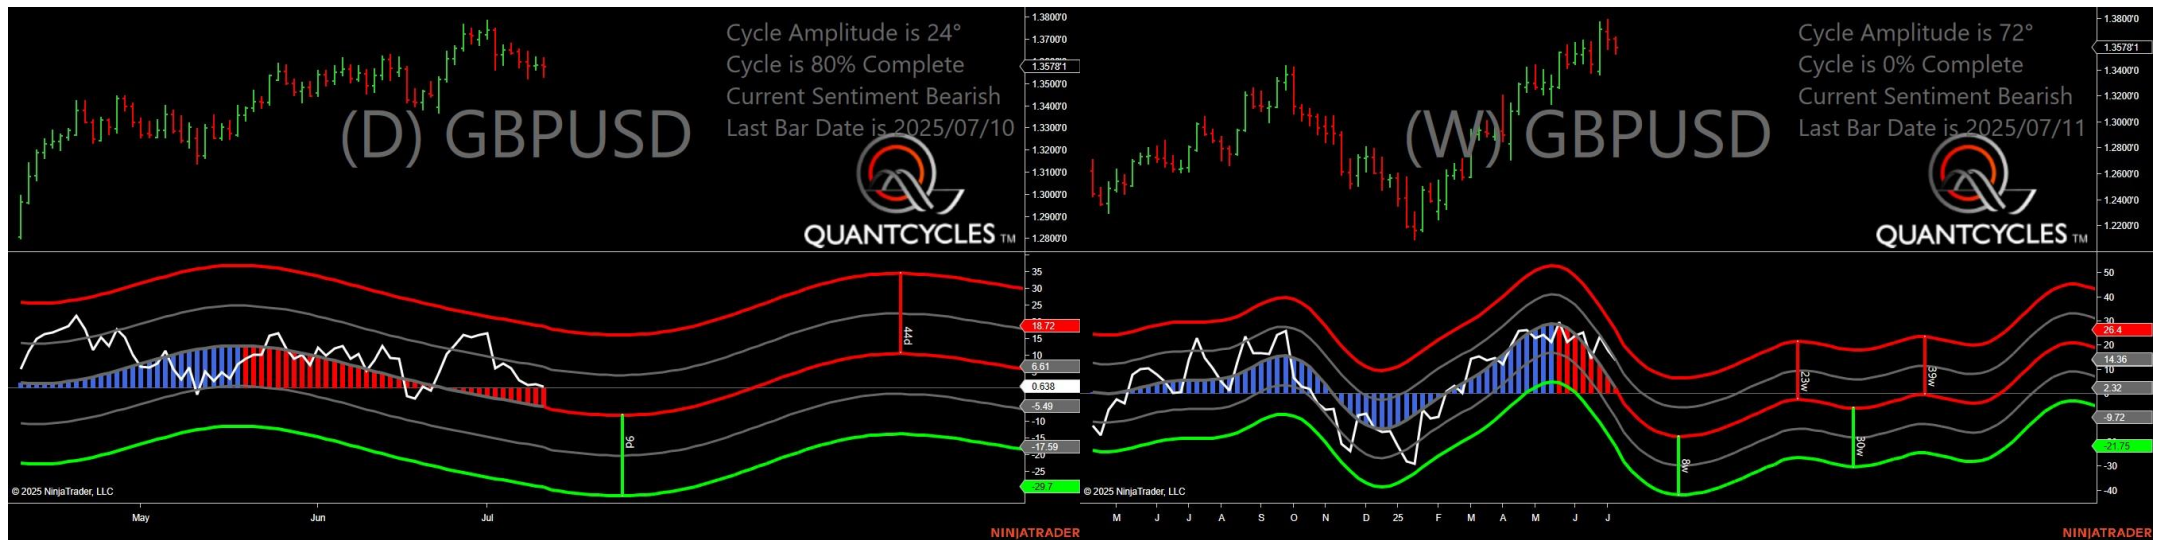 Cycle Amplitude is 24°
Cycle is 80% Complete
Current Sentiment Bearish
Last Bar Date is 2025/07/10
(D) GBPUSD
QUANTCYCLES TM
1.3800'0
1.3700'0
1.3578'1
1.3500'0
1.3400'0
1.3300'0
1.3200'0
1.3100'0
1.3000'0
1.2900'0
1.2800'0
35
30
25
18.72
15
10
6.61
0.638
-5.49
-10
-15
-17.59
-20
-25
-29.7
44d
9d
© 2025 NinjaTrader, LLC
May Jun Jul
NINJATRADER
Cycle Amplitude is 72°
Cycle is 0% Complete
Current Sentiment Bearish
Last Bar Date is 2025/07/11
(W) GBPUSD
QUANTCYCLES TM
1.3800'0
1.3578'1
1.3400'0
1.3200'0
1.3000'0
1.2800'0
1.2600'0
1.2400'0
1.2200'0
50
40
30
26.4
20
14.36
10
2.32
-9.72
-21.75
-30
-40
23w
39w
8w
30w
© 2025 NinjaTrader, LLC
M J J A S O N D 25 F M A M J J
NINJATRADER